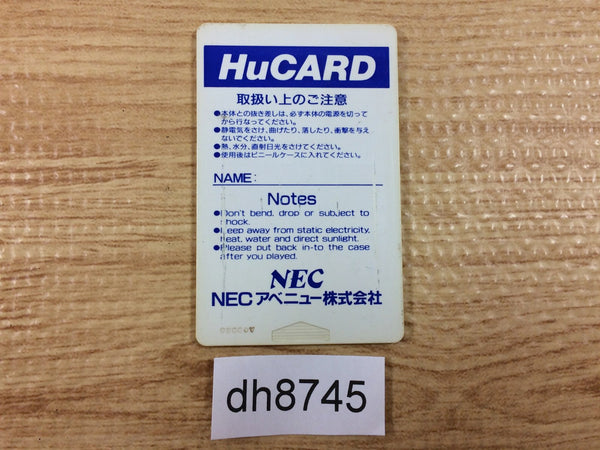 HuCARD
取扱い上のご注意
●本体との抜き差しは、必ず本体の電源を切って
から行なってください。
●静電気をさけ、曲げたり、落したり、衝撃を与え
ないでください。
●熱、水分、直射日光をさけてください。
●使用後はビニールケースに入れてください。
NAME:
Notes
●Don't bend, drop or subject to
shock.
●Keep away from static electricity,
heat, water and direct sunlight.
●Please put back in-to the case
after you played.
NEC
NECアベニュー株式会社
dh8745